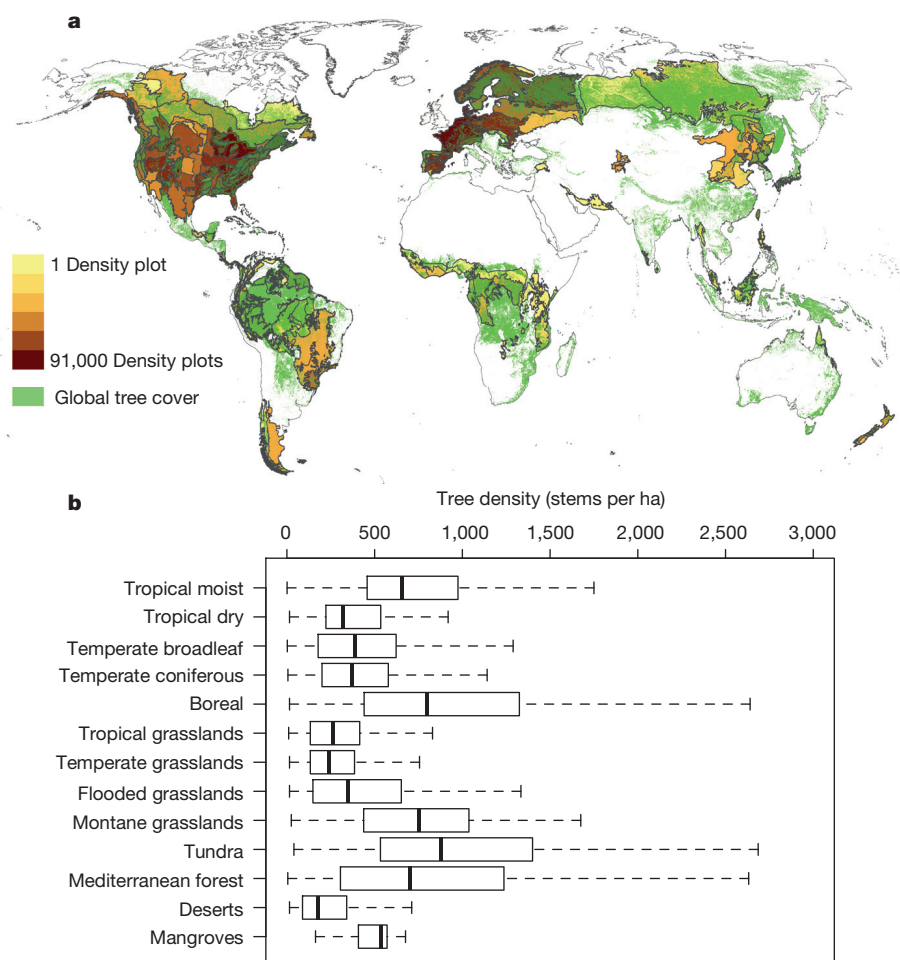 a
1 Density plot
91,000 Density plots
Global tree cover
b
Tree density (stems per ha)
0 500 1,000 1,500 2,000 2,500 3,000
Tropical moist
Tropical dry
Temperate broadleaf
Temperate coniferous
Boreal
Tropical grasslands
Temperate grasslands
Flooded grasslands
Montane grasslands
Tundra
Mediterranean forest
Deserts
Mangroves